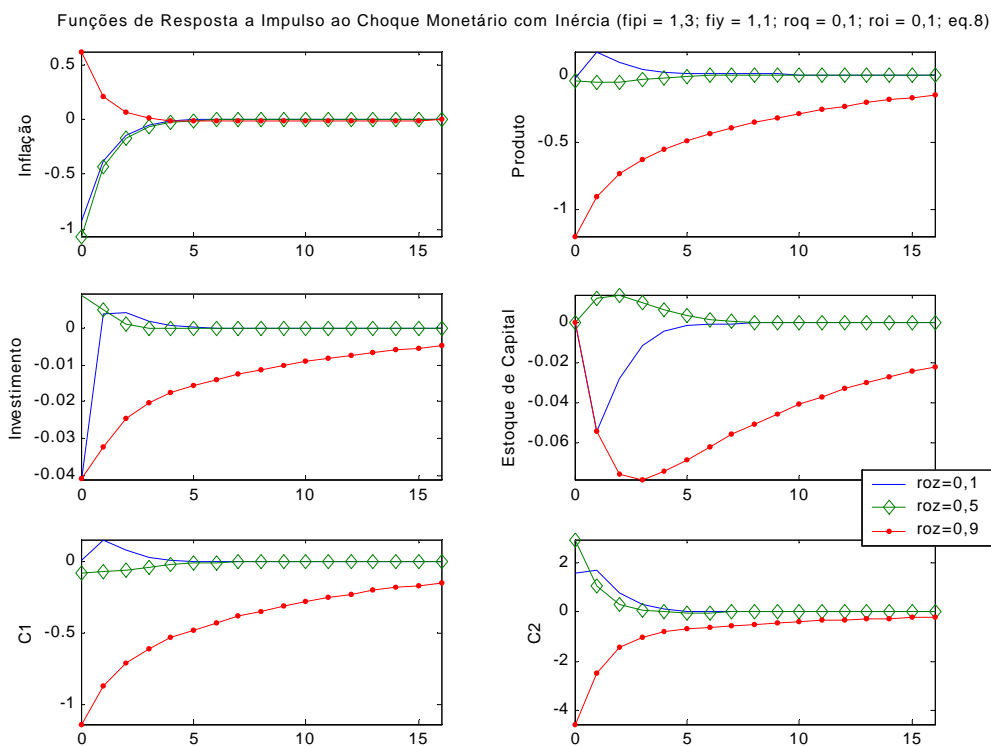 Funções de Resposta a Impulso ao Choque Monetário com Inércia (fipi = 1,3; fiy = 1,1; roq = 0,1; roi = 0,1; eq.8)
0.5
0
-0.5
-1
Inflação
0 5 10 15
0
-0.5
-1
Produto
0 5 10 15
0
-0.01
-0.02
-0.03
-0.04
Investimento
0 5 10 15
0
-0.02
-0.04
-0.06
Estoque de Capital
0 5 10 15
roz=0,1
roz=0,5
roz=0,9
0
-0.5
-1
C1
0 5 10 15
2
0
-2
-4
C2
0 5 10 15